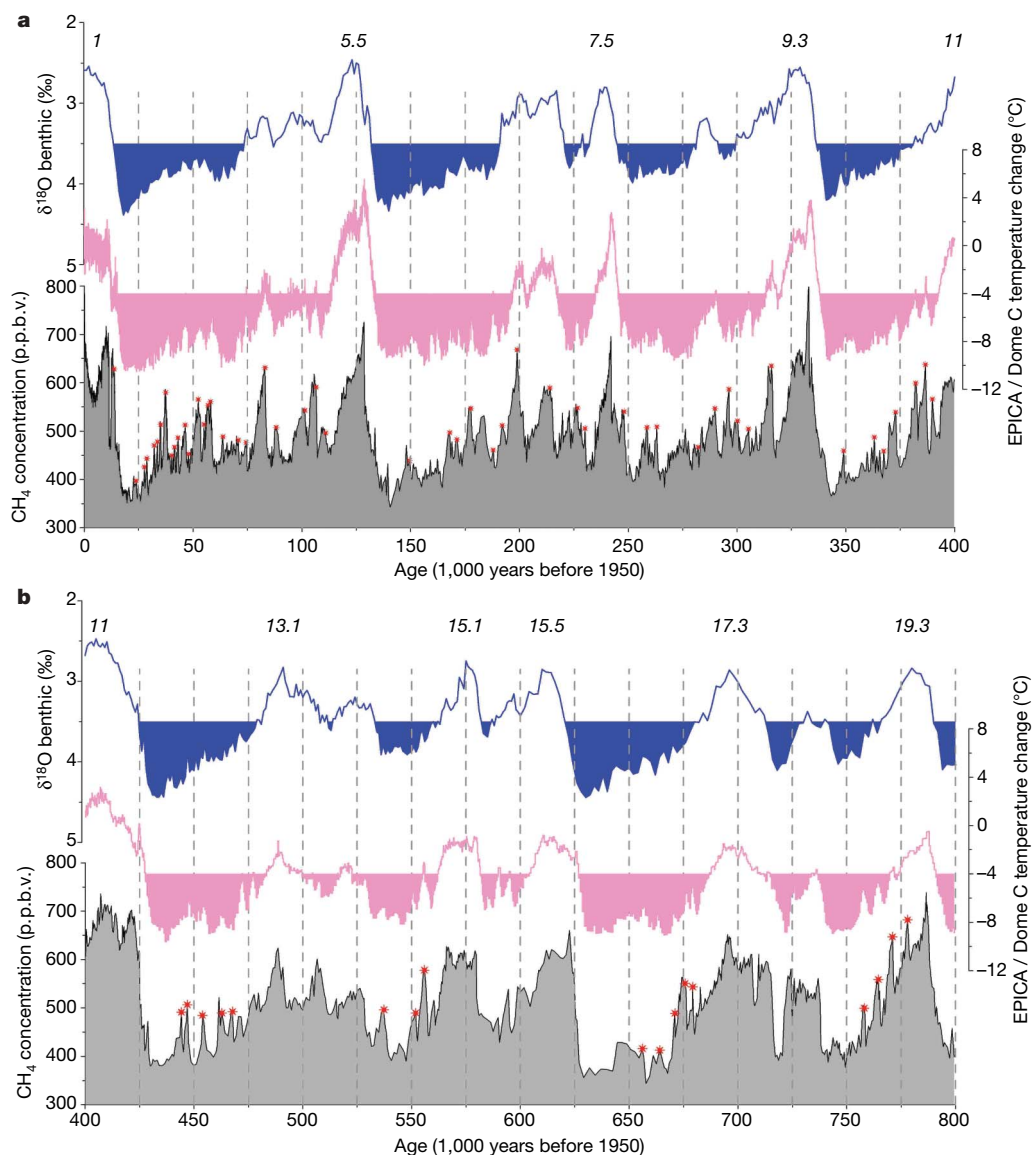 a
1 5.5 7.5 9.3 11
2
3
4
5
δ18O benthic (‰)
8
4
0
−4
−8
−12
EPICA / Dome C temperature change (°C)
800
700
600
500
400
300
CH4 concentration (p.p.b.v.)
0 50 100 150 200 250 300 350 400
Age (1,000 years before 1950)
b
11 13.1 15.1 15.5 17.3 19.3
2
3
4
5
δ18O benthic (‰)
8
4
0
−4
−8
−12
EPICA / Dome C temperature change (°C)
800
700
600
500
400
300
CH4 concentration (p.p.b.v.)
400 450 500 550 600 650 700 750 800
Age (1,000 years before 1950)